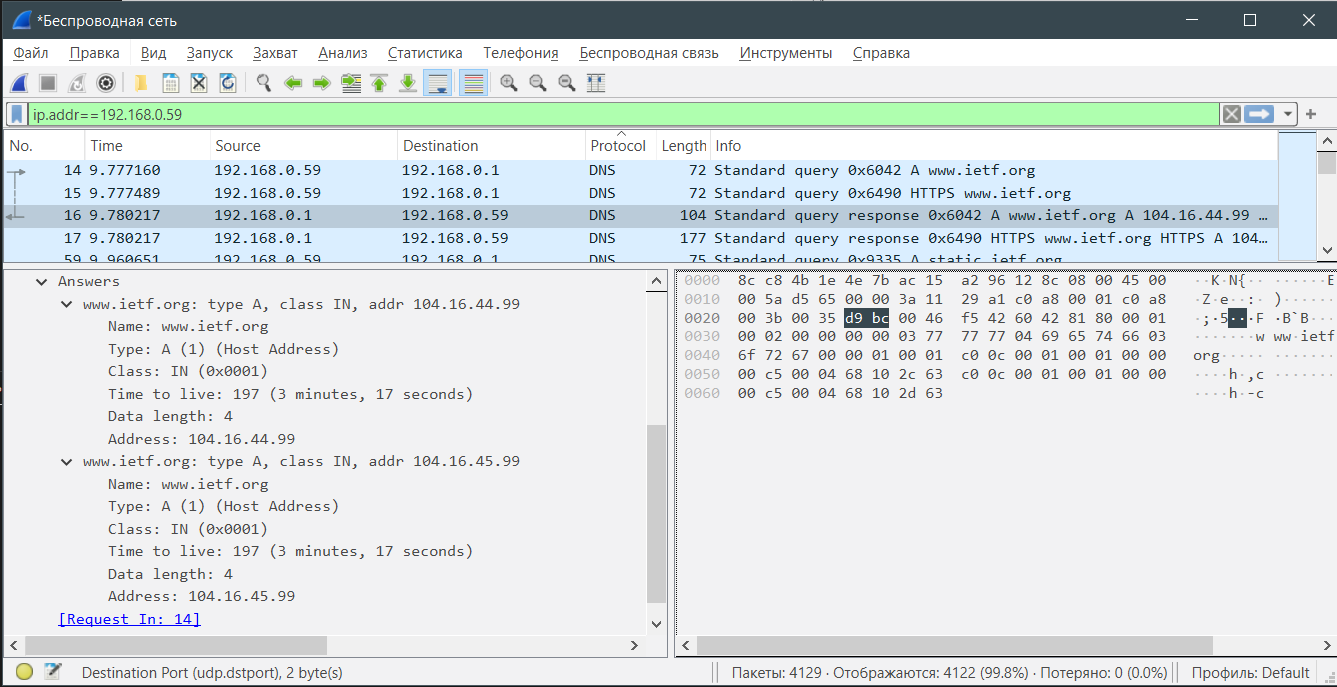 *Беспроводная сеть
Файл Правка Вид Запуск Захват Анализ Статистика Телефония Беспроводная связь Инструменты Справка
ip.addr==192.168.0.59
No. Time Source Destination Protocol Length Info
14 9.777160 192.168.0.59 192.168.0.1 DNS 72 Standard query 0x6042 A www.ietf.org
15 9.777489 192.168.0.59 192.168.0.1 DNS 72 Standard query 0x6490 HTTPS www.ietf.org
16 9.780217 192.168.0.1 192.168.0.59 DNS 104 Standard query response 0x6042 A www.ietf.org A 104.16.44.99 …
17 9.780217 192.168.0.1 192.168.0.59 DNS 177 Standard query response 0x6490 HTTPS www.ietf.org HTTPS A 104…
59 9.960651 192.168.0.59 192.168.0.1 DNS 75 Standard query 0x9335 A static.ietf.org
Answers
www.ietf.org: type A, class IN, addr 104.16.44.99
Name: www.ietf.org
Type: A (1) (Host Address)
Class: IN (0x0001)
Time to live: 197 (3 minutes, 17 seconds)
Data length: 4
Address: 104.16.44.99
www.ietf.org: type A, class IN, addr 104.16.45.99
Name: www.ietf.org
Type: A (1) (Host Address)
Class: IN (0x0001)
Time to live: 197 (3 minutes, 17 seconds)
Data length: 4
Address: 104.16.45.99
[Request In: 14]
0000 8c c8 4b 1e 4e 7b ac 15 a2 96 12 8c 08 00 45 00 ··K·N{·· ······E·
0010 00 5a d5 65 00 00 3a 11 29 a1 c0 a8 00 01 c0 a8 ·Z·e··:· )·······
0020 00 3b 00 35 d9 bc 00 46 f5 42 60 42 81 80 00 01 ·;·5···F ·B`B····
0030 00 02 00 00 00 00 03 77 77 77 04 69 65 74 66 03 ·······w ww·ietf·
0040 6f 72 67 00 00 01 00 01 c0 0c 00 01 00 01 00 00 org····· ········
0050 00 c5 00 04 68 10 2c 63 c0 0c 00 01 00 01 00 00 ····h·,c ········
0060 00 c5 00 04 68 10 2d 63 ····h·-c
Destination Port (udp.dstport), 2 byte(s) Пакеты: 4129 · Отображаются: 4122 (99.8%) · Потеряно: 0 (0.0%) Профиль: Default